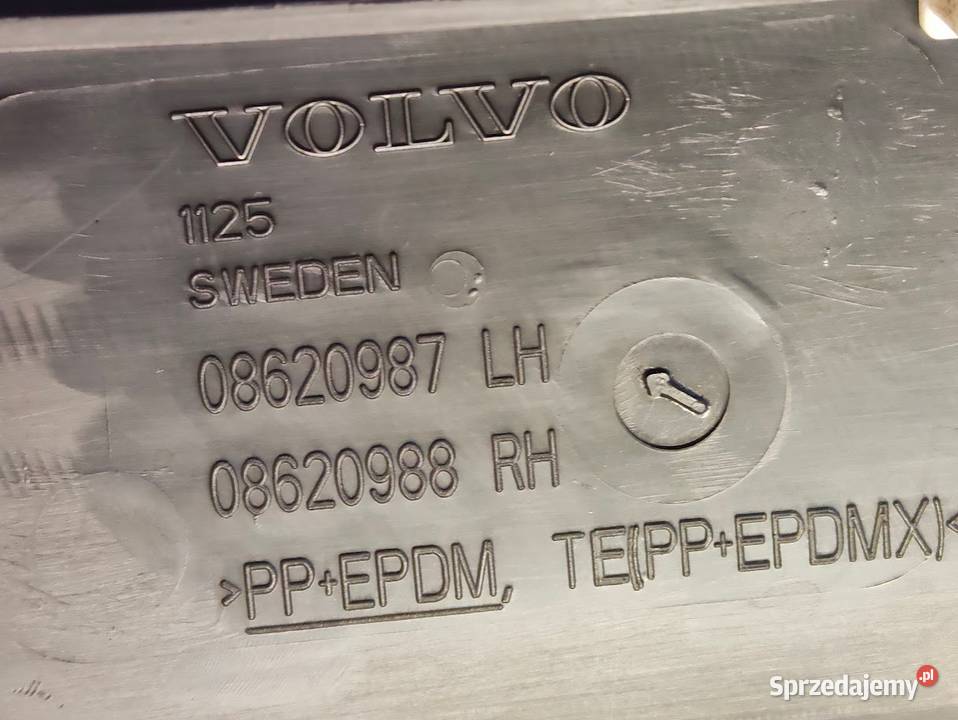 VOLVO
1125
SWEDEN
08620987 LH
08620988 RH
>PP+EPDM, TE(PP+EPDMX)<
Sprzedajemy.pl